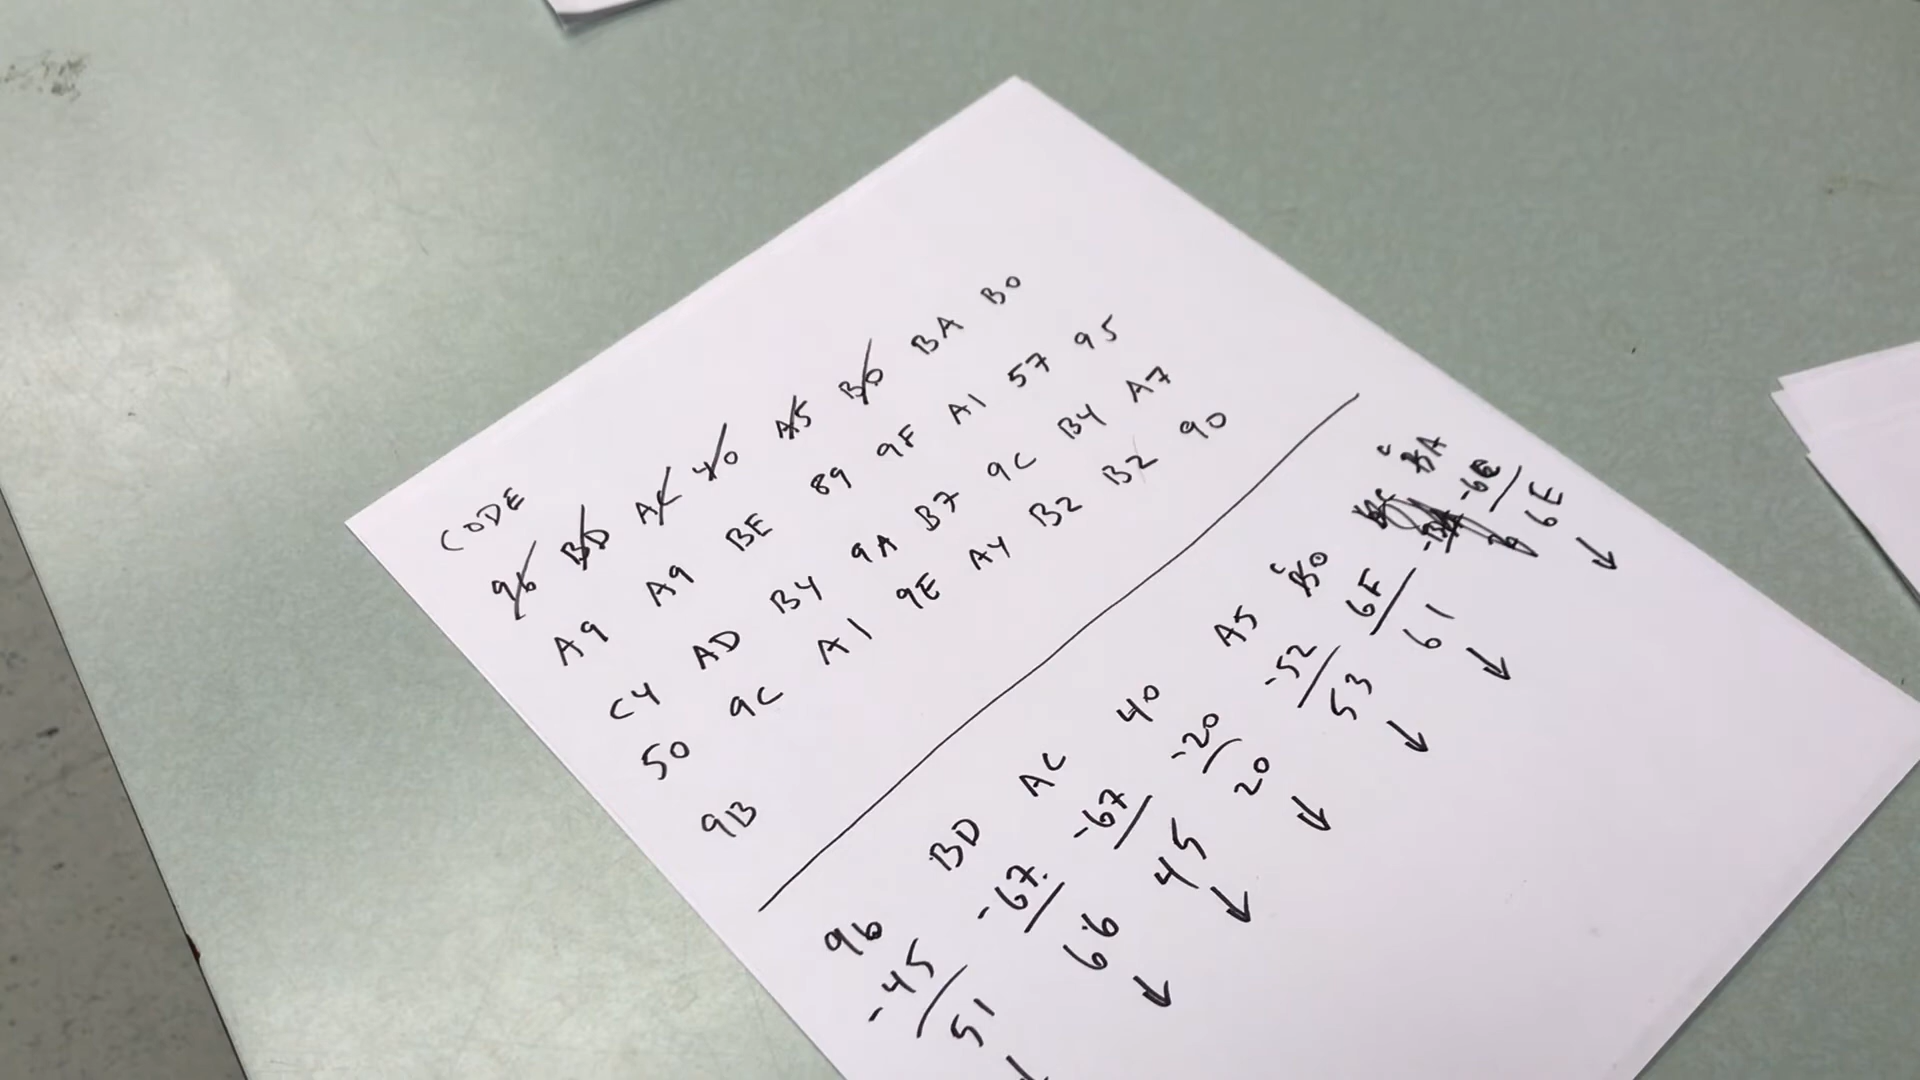 CODE
96 BD AC 40 A5 B0 BA B0
A9 A9 BE 89 9F A1 57 95
C4 AD B4 9A B7 9C B4 A7
50 9C A1 9E A4 B2 B2 90
9B
96 BD AC 40 A5 B0 BA
-45 -67 -67 -20 -52 6F -6E
51 66 45 20 53 61 6E
↓ ↓ ↓ ↓ ↓ ↓ ↓